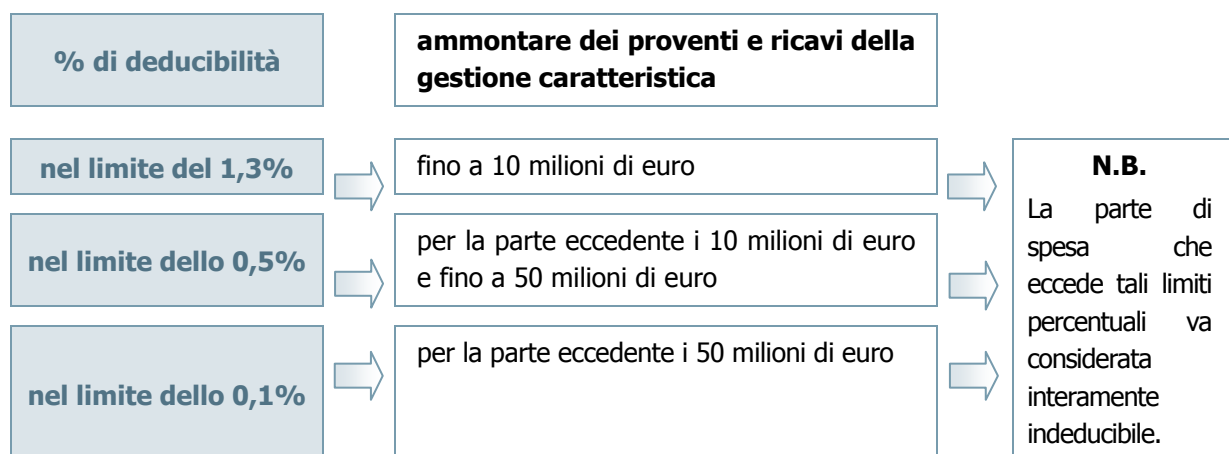 % di deducibilità
ammontare dei proventi e ricavi della
gestione caratteristica
nel limite del 1,3%
fino a 10 milioni di euro
nel limite dello 0,5%
per la parte eccedente i 10 milioni di euro
e fino a 50 milioni di euro
nel limite dello 0,1%
per la parte eccedente i 50 milioni di euro
N.B.
La parte di
spesa che
eccede tali limiti
percentuali va
considerata
interamente
indeducibile.